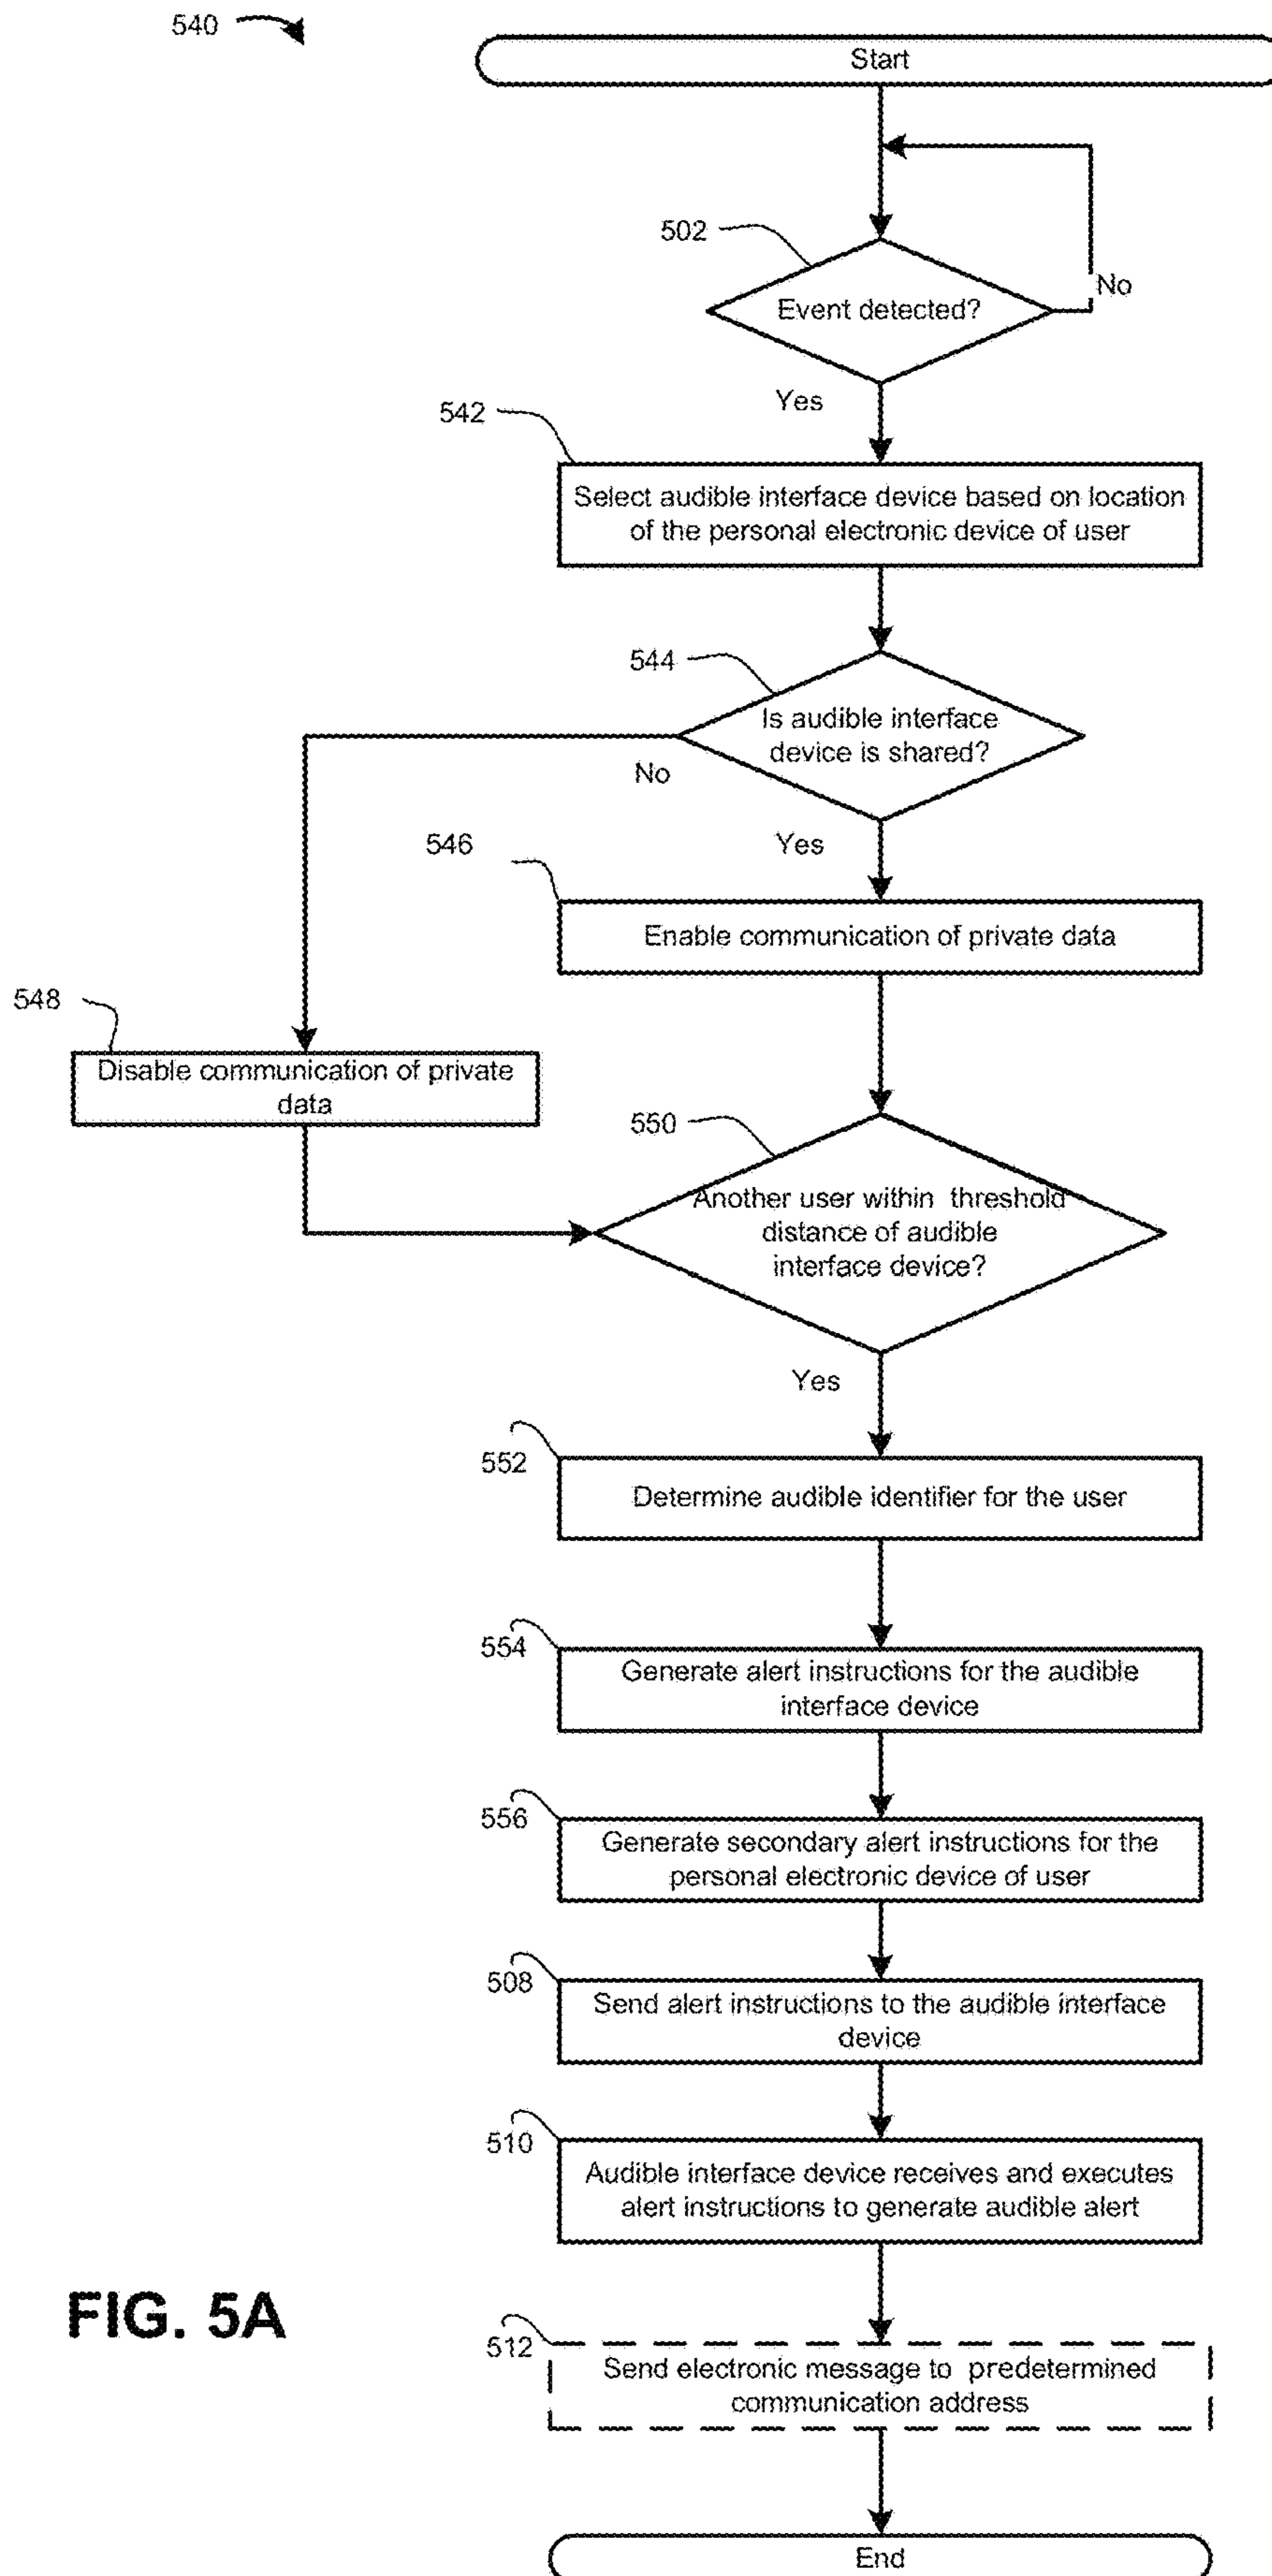 540
Start
502
Event detected?
No
Yes
542
Select audible interface device based on location
of the personal electronic device of user
544
Is audible interface
device is shared?
No
Yes
546
Enable communication of private data
548
Disable communication of private
data
550
Another user within threshold
distance of audible
interface device?
Yes
552
Determine audible identifier for the user
554
Generate alert instructions for the audible
interface device
556
Generate secondary alert instructions for the
personal electronic device of user
508
Send alert instructions to the audible interface
device
510
Audible interface device receives and executes
alert instructions to generate audible alert
FIG. 5A
512
Send electronic message to predetermined
communication address
End